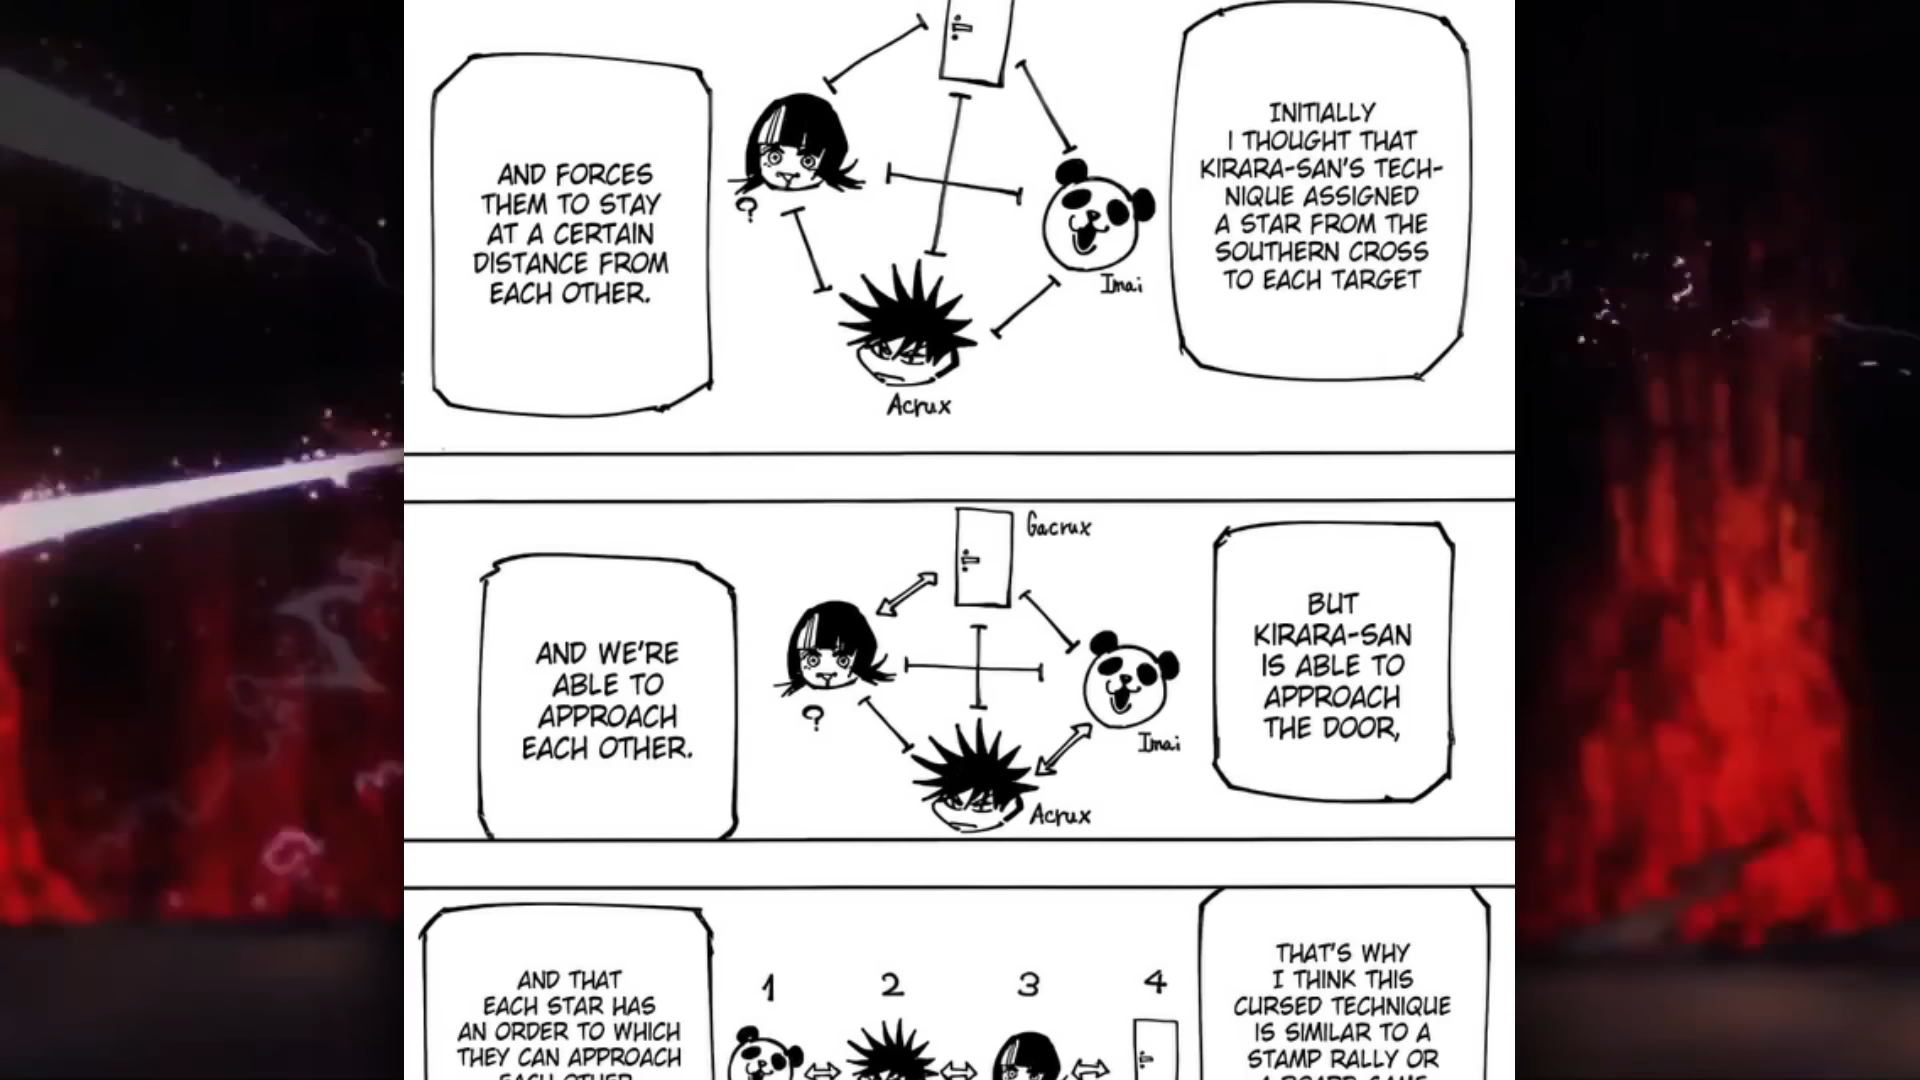 INITIALLY
I THOUGHT THAT
KIRARA-SAN'S TECH-
NIQUE ASSIGNED
A STAR FROM THE
SOUTHERN CROSS
TO EACH TARGET
AND FORCES
THEM TO STAY
AT A CERTAIN
DISTANCE FROM
EACH OTHER.
?
Imai
Acrux
BUT
KIRARA-SAN
IS ABLE TO
APPROACH
THE DOOR,
Gacrux
?
Imai
Acrux
AND WE'RE
ABLE TO
APPROACH
EACH OTHER.
THAT'S WHY
I THINK THIS
CURSED TECHNIQUE
IS SIMILAR TO A
STAMP RALLY OR
1 2 3 4
AND THAT
EACH STAR HAS
AN ORDER TO WHICH
THEY CAN APPROACH
EACH OTHER